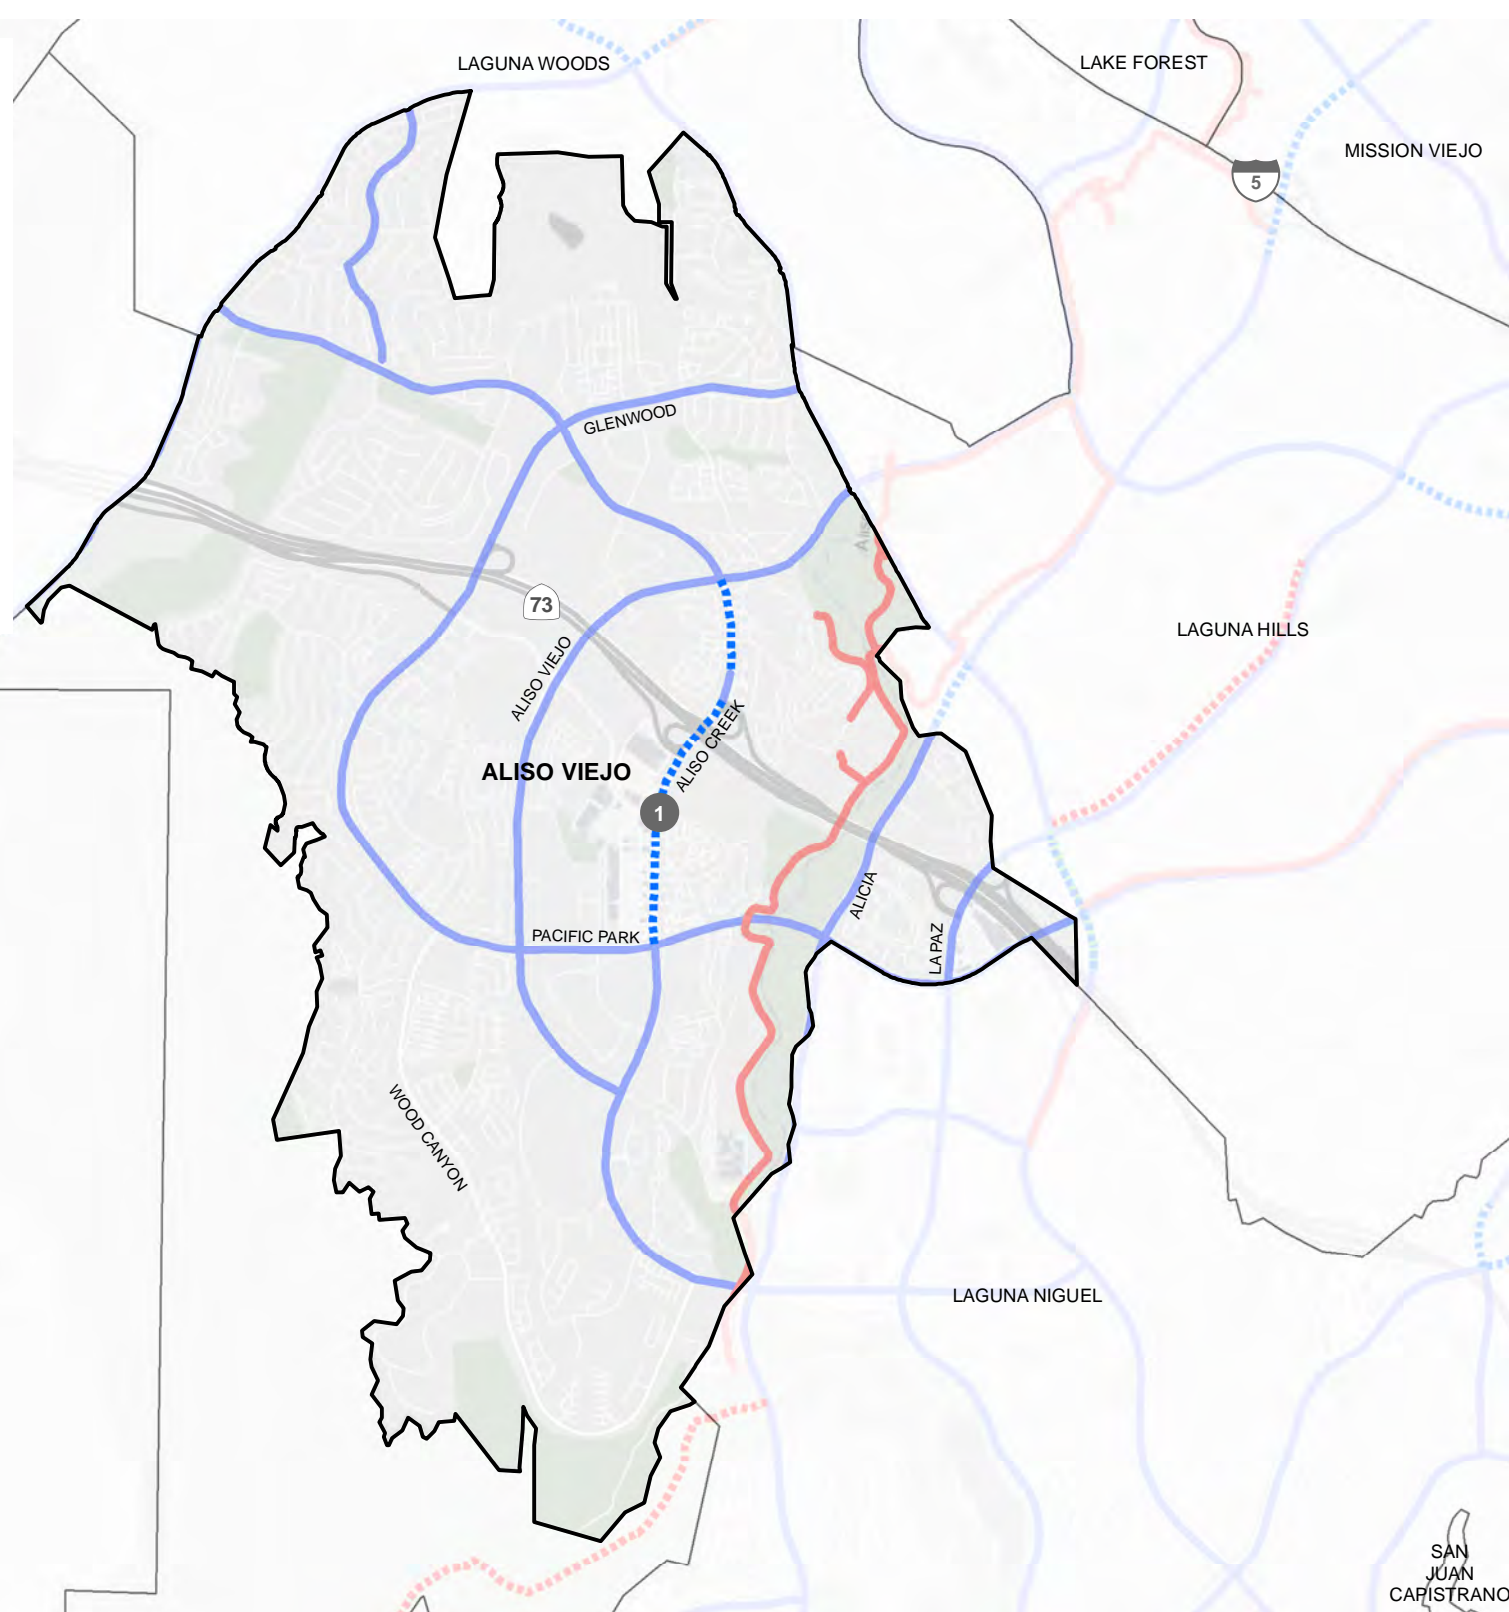 LAGUNA WOODS
LAKE FOREST
MISSION VIEJO
5
GLENWOOD
73
ALISO VIEJO
LAGUNA HILLS
ALISO CREEK
ALISO VIEJO
1
ALICIA
PACIFIC PARK
LA PAZ
WOOD CANYON
LAGUNA NIGUEL
SAN
JUAN
CAPISTRANO